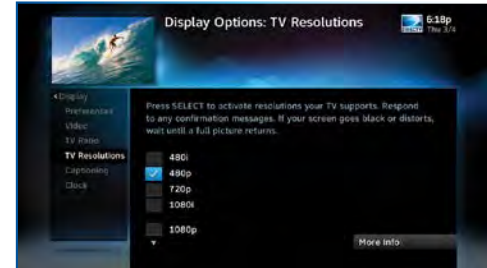 Display Options: TV Resolutions
6:18p
Thu 3/4
Display
Preferences
Video
TV Ratio
TV Resolutions
Captioning
Clock
Press SELECT to activate resolutions your TV supports. Respond
to any confirmation messages. If your screen goes black or distorts,
wait until a full picture returns.
480i
480p
720p
1080i
1080p
More Info